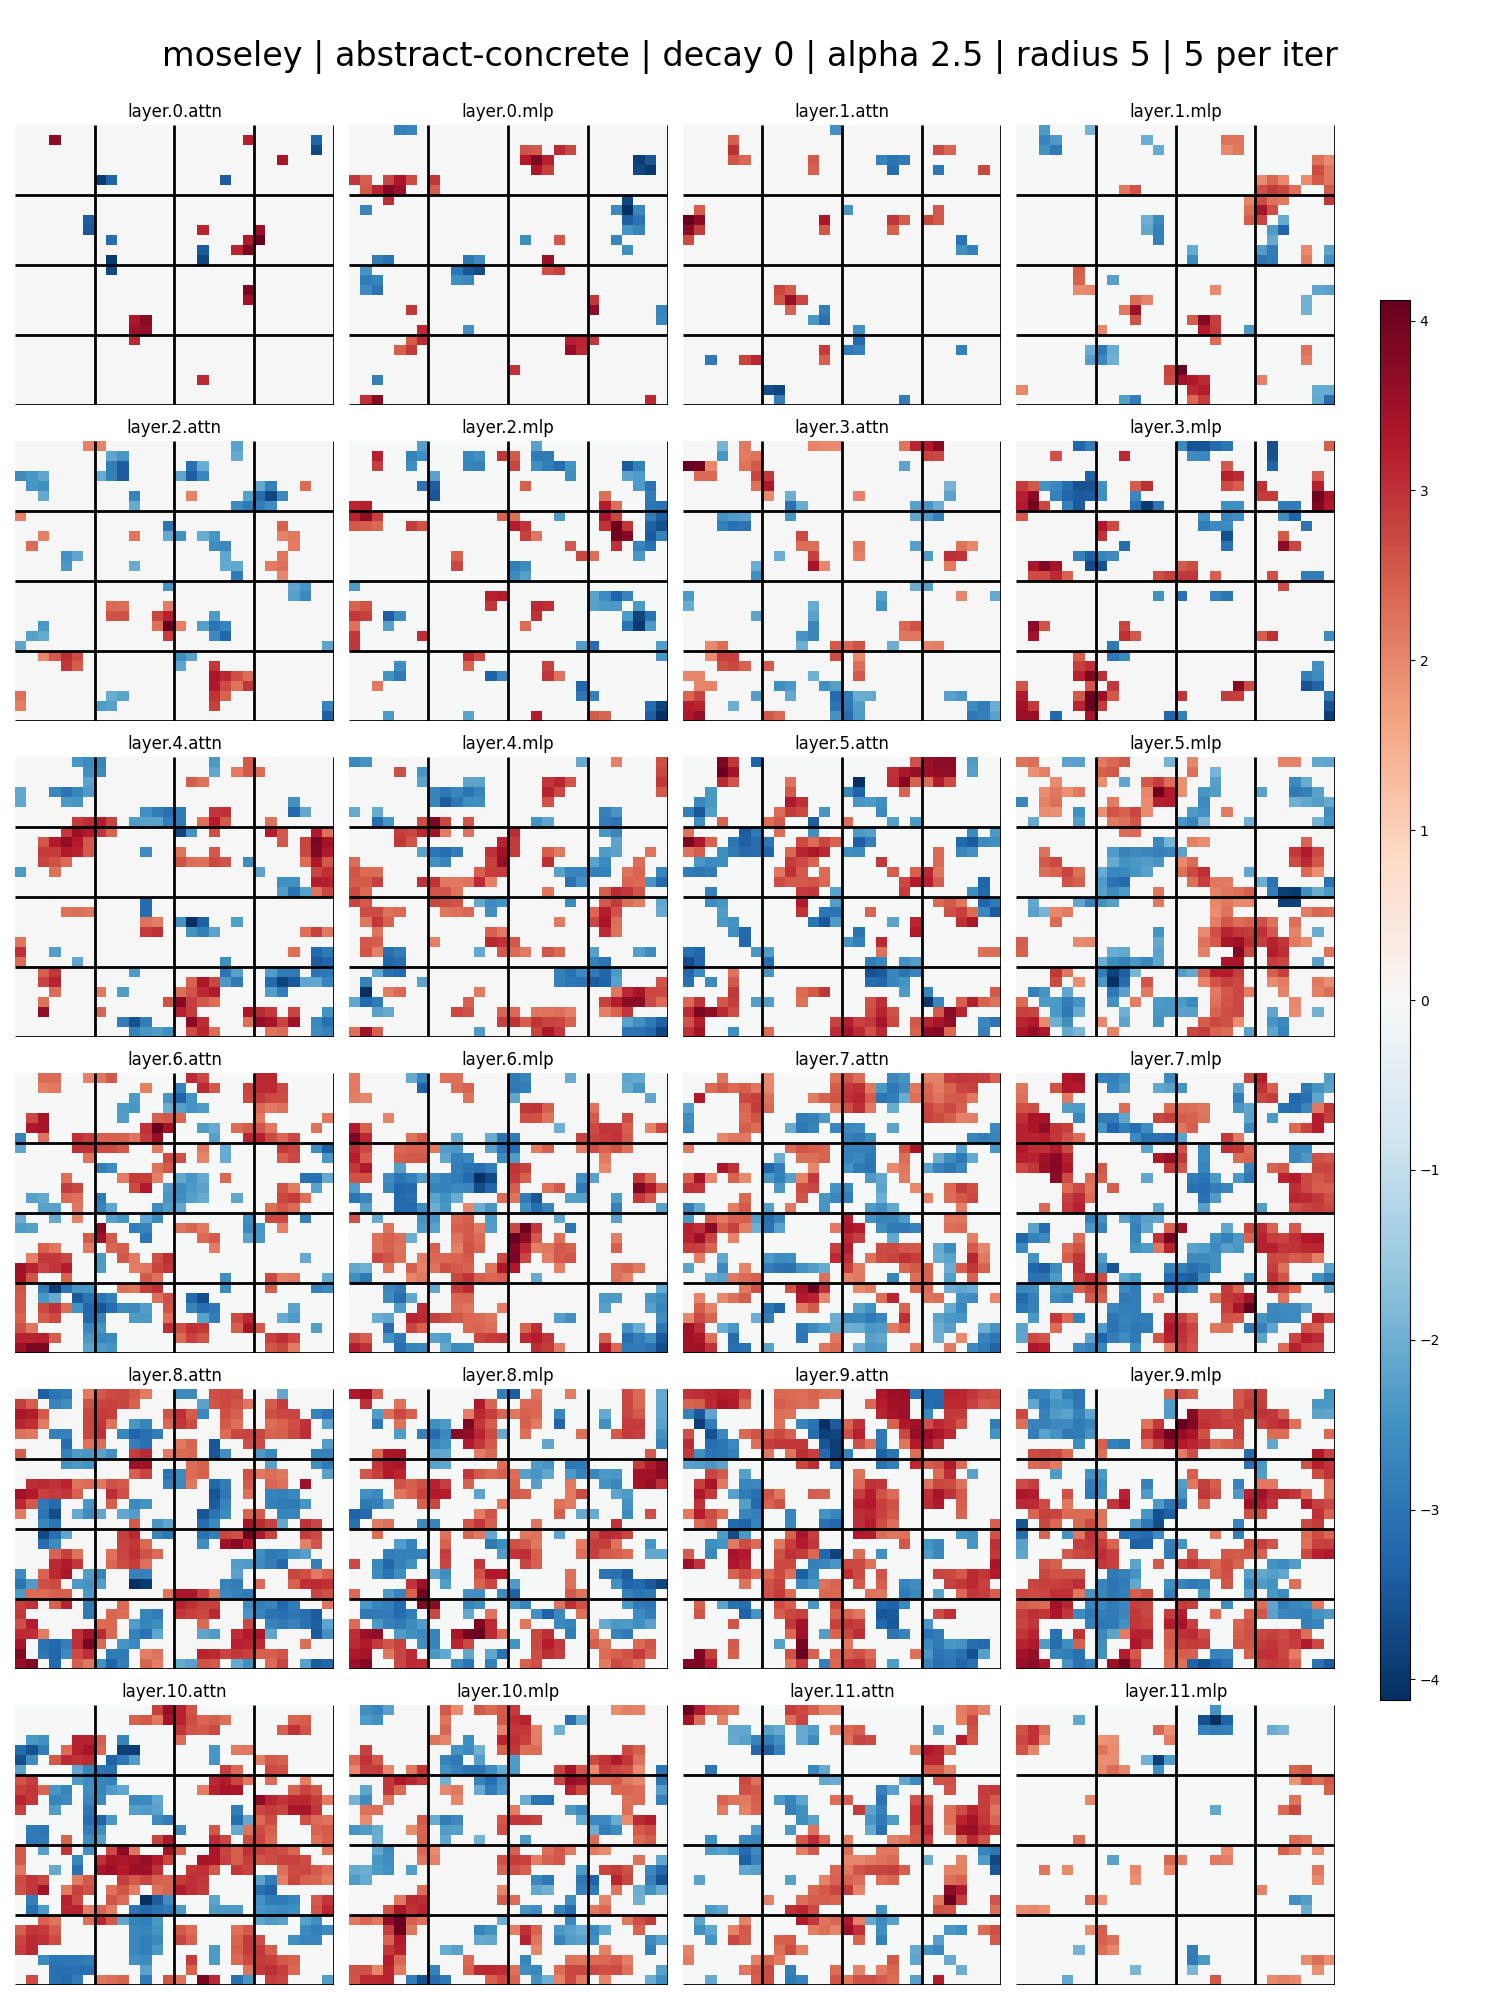 moseley | abstract-concrete | decay 0 | alpha 2.5 | radius 5 | 5 per iter
layer.0.attn
layer.0.mlp
layer.1.attn
layer.1.mlp
layer.2.attn
layer.2.mlp
layer.3.attn
layer.3.mlp
layer.4.attn
layer.4.mlp
layer.5.attn
layer.5.mlp
layer.6.attn
layer.6.mlp
layer.7.attn
layer.7.mlp
layer.8.attn
layer.8.mlp
layer.9.attn
layer.9.mlp
layer.10.attn
layer.10.mlp
layer.11.attn
layer.11.mlp
4
3
2
1
0
−1
−2
−3
−4